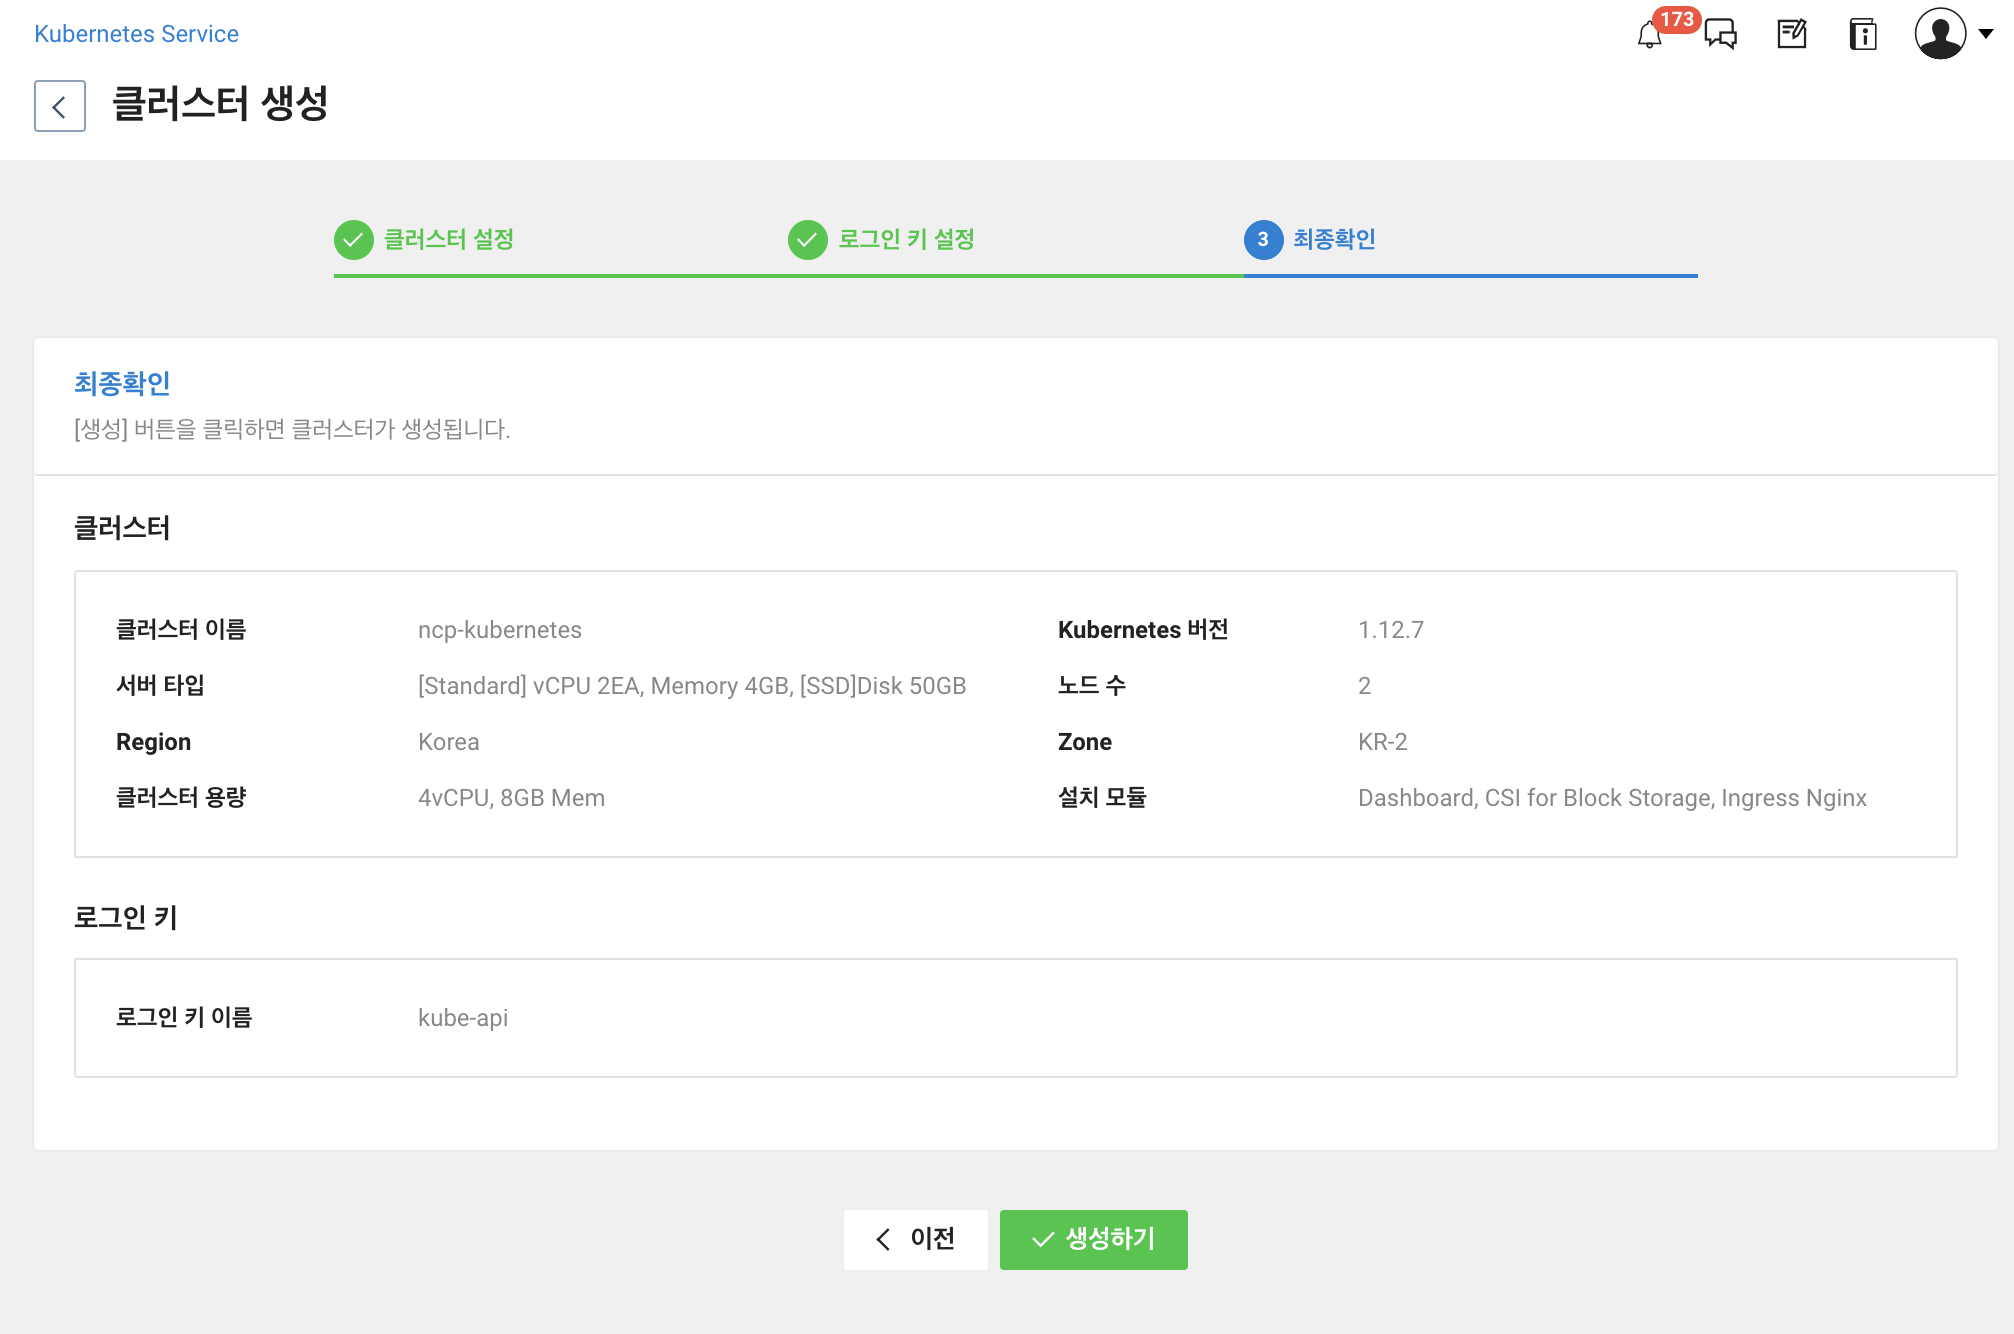 Kubernetes Service
173
클러스터 생성
클러스터 설정
로그인 키 설정
3 최종확인
최종확인
[생성] 버튼을 클릭하면 클러스터가 생성됩니다.
클러스터
클러스터 이름 ncp-kubernetes Kubernetes 버전 1.12.7
서버 타입 [Standard] vCPU 2EA, Memory 4GB, [SSD]Disk 50GB 노드 수 2
Region Korea Zone KR-2
클러스터 용량 4vCPU, 8GB Mem 설치 모듈 Dashboard, CSI for Block Storage, Ingress Nginx
로그인 키
로그인 키 이름 kube-api
이전
생성하기